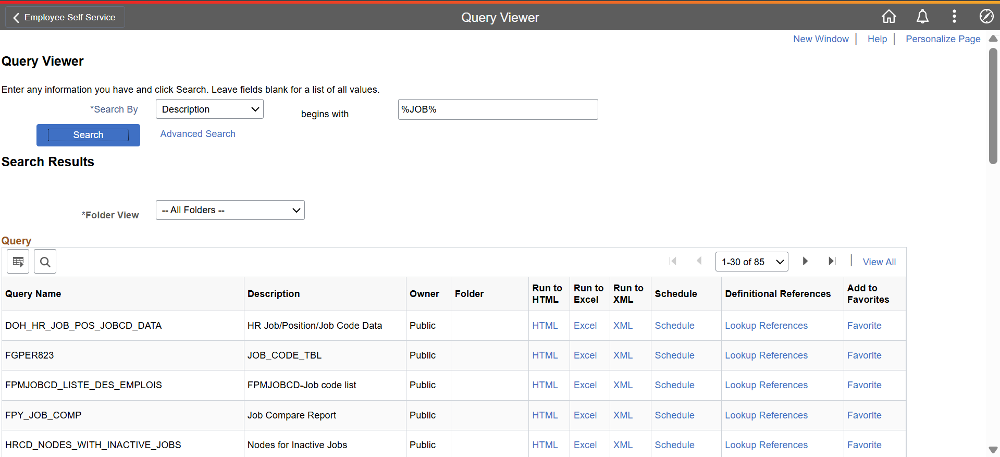 Employee Self Service
Query Viewer
New Window
Help
Personalize Page
Query Viewer
Enter any information you have and click Search. Leave fields blank for a list of all values.
*Search By
Description
begins with
%JOB%
Search
Advanced Search
Search Results
*Folder View
-- All Folders --
Query
1-30 of 85
View All
Query Name Description Owner Folder Run to HTML Run to Excel Run to XML Schedule Definitional References Add to Favorites
DOH_HR_JOB_POS_JOBCD_DATA HR Job/Position/Job Code Data Public HTML Excel XML Schedule Lookup References Favorite
FGPER823 JOB_CODE_TBL Public HTML Excel XML Schedule Lookup References Favorite
FPMJOBCD_LISTE_DES_EMPLOIS FPMJOBCD-Job code list Public HTML Excel XML Schedule Lookup References Favorite
FPY_JOB_COMP Job Compare Report Public HTML Excel XML Schedule Lookup References Favorite
HRCD_NODES_WITH_INACTIVE_JOBS Nodes for Inactive Jobs Public HTML Excel XML Schedule Lookup References Favorite